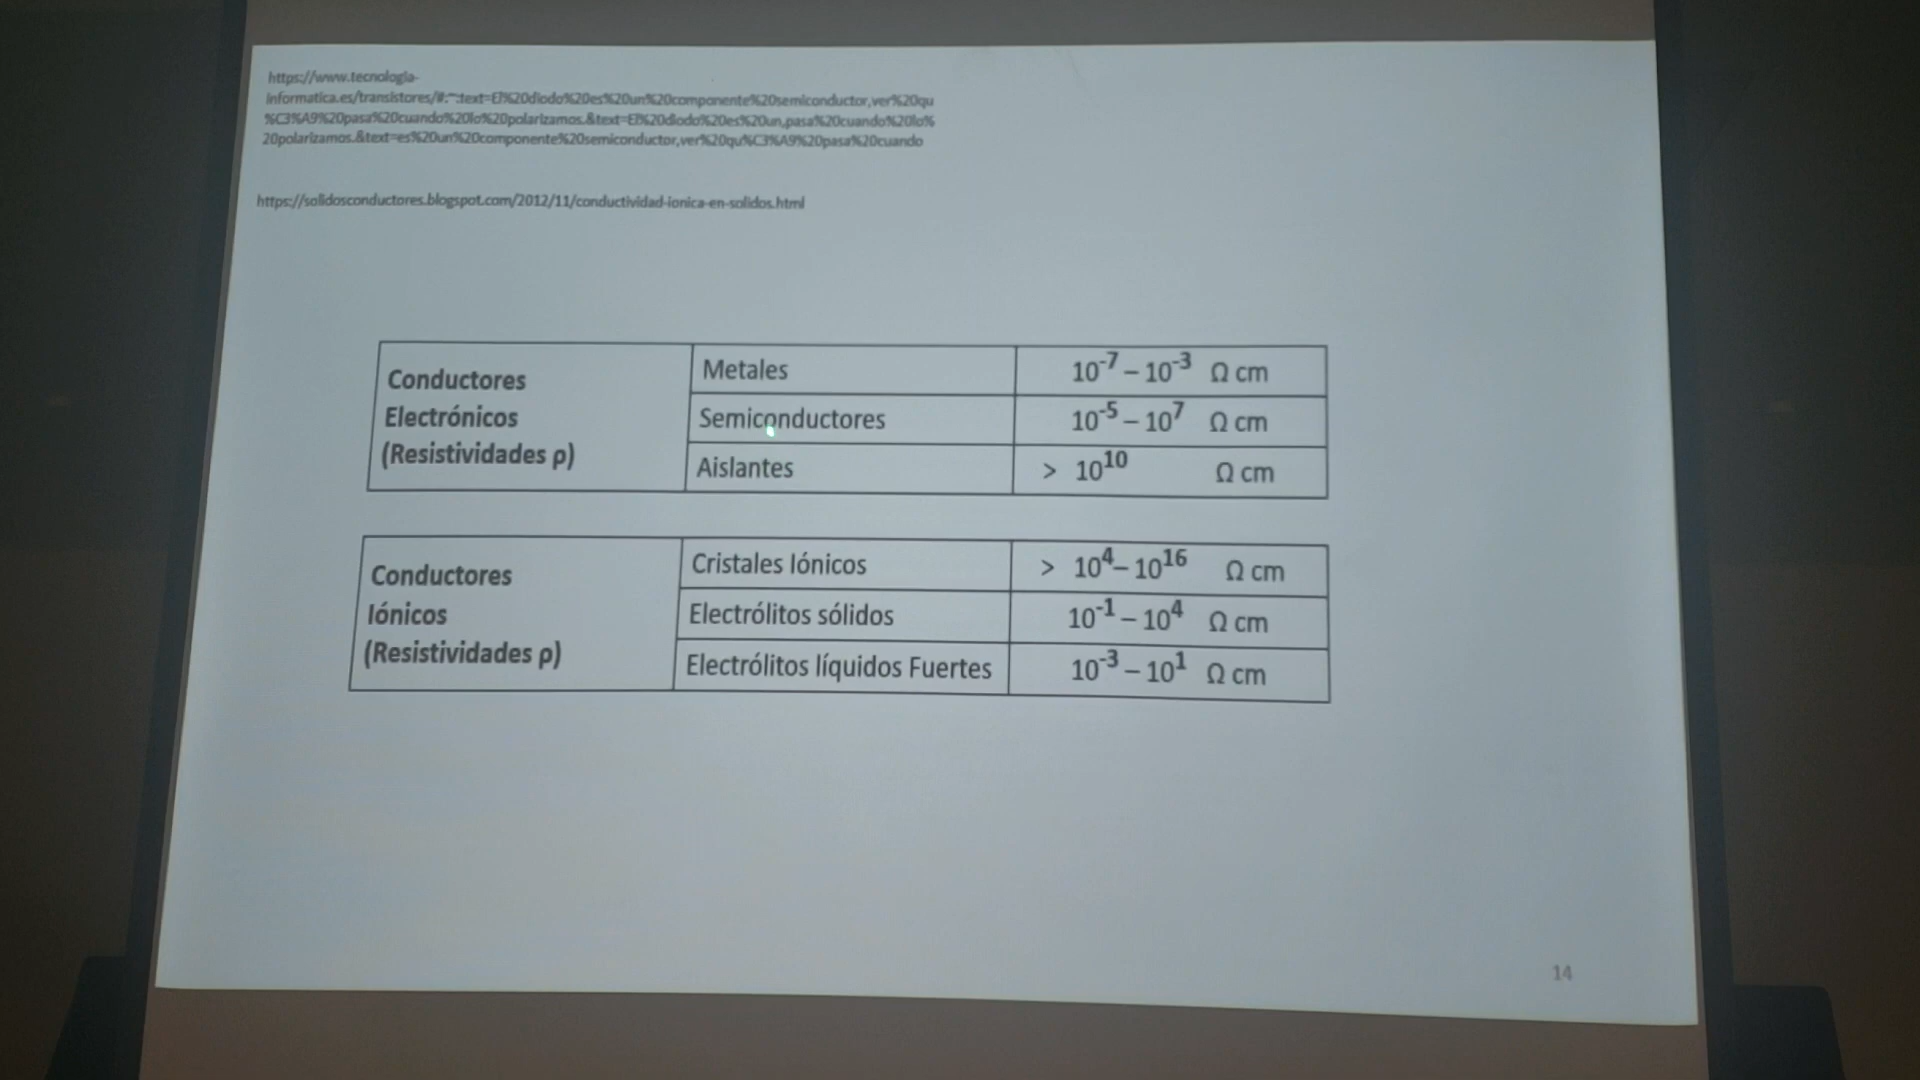 https://www.tecnologia-
informatica.es/transistores/#:~:text=El%20diodo%20es%20un%20componente%20semiconductor,ver%20qu
%C3%A9%20pasa%20cuando%20lo%20polarizamos.&text=El%20diodo%20es%20un,pasa%20cuando%20lo%
20polarizamos.&text=es%20un%20componente%20semiconductor,ver%20qu%C3%A9%20pasa%20cuando
https://solidosconductores.blogspot.com/2012/11/conductividad-ionica-en-solidos.html
Conductores
Electrónicos
(Resistividades ρ)
Metales 10⁻⁷ – 10⁻³ Ω cm
Semiconductores 10⁻⁵ – 10⁷ Ω cm
Aislantes > 10¹⁰ Ω cm
Conductores
Iónicos
(Resistividades ρ)
Cristales Iónicos > 10⁴– 10¹⁶ Ω cm
Electrólitos sólidos 10⁻¹ – 10⁴ Ω cm
Electrólitos líquidos Fuertes 10⁻³ – 10¹ Ω cm
14